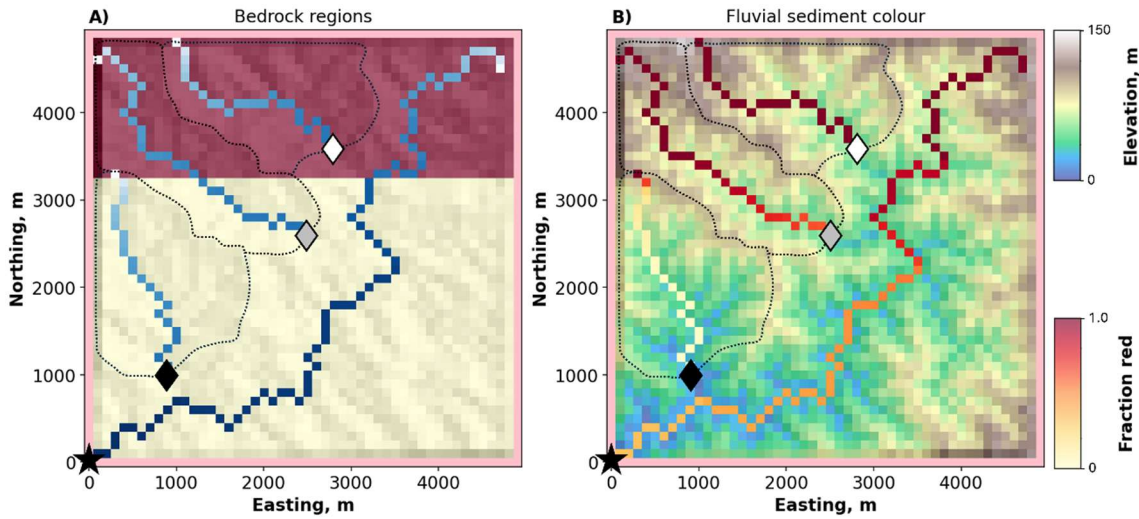 A) Bedrock regions
B) Fluvial sediment colour
Northing, m
4000
3000
2000
1000
0
0 1000 2000 3000 4000
Easting, m
Northing, m
4000
3000
2000
1000
0
0 1000 2000 3000 4000
Easting, m
150
0
Elevation, m
1.0
0
Fraction red